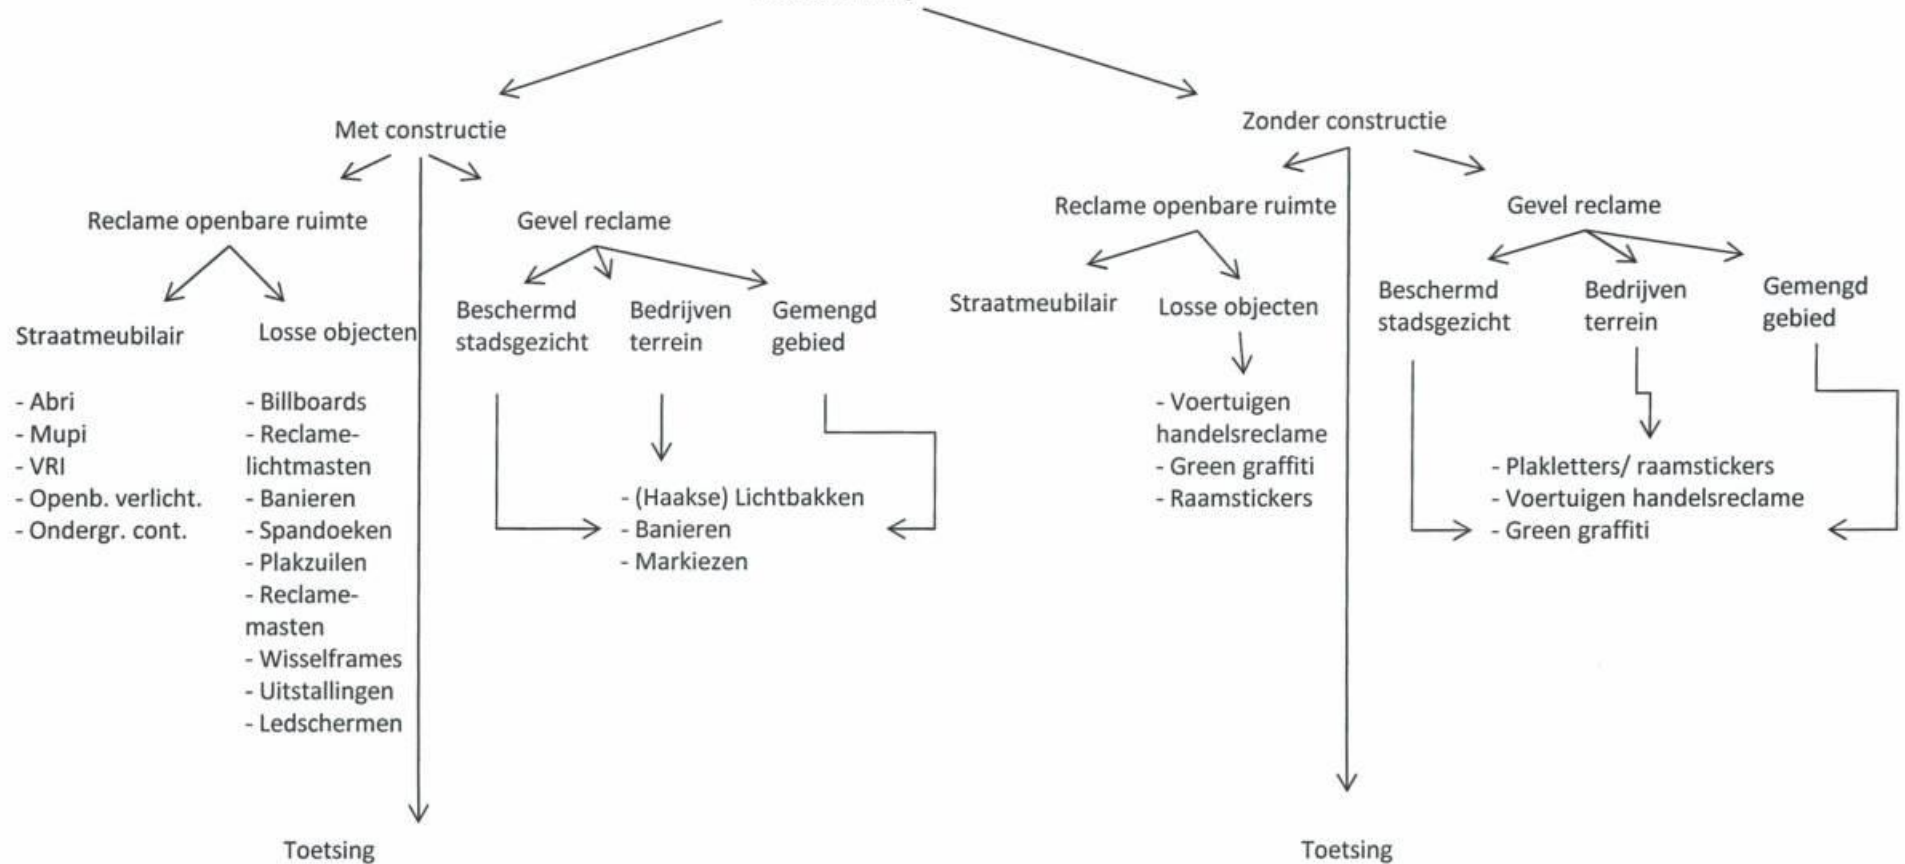 Met constructie
Zonder constructie
Reclame openbare ruimte
Gevel reclame
Straatmeubilair
Losse objecten
- Abri
- Mupi
- VRI
- Openb. verlicht.
- Ondergr. cont.
- Billboards
- Reclame-
lichtmasten
- Banieren
- Spandoeken
- Plakzuilen
- Reclame-
masten
- Wisselframes
- Uitstallingen
- Ledschermen
Beschermd
stadsgezicht
Bedrijven
terrein
Gemengd
gebied
- (Haakse) Lichtbakken
- Banieren
- Markiezen
Toetsing
Reclame openbare ruimte
Gevel reclame
Straatmeubilair
Losse objecten
- Voertuigen
handelsreclame
- Green graffiti
- Raamstickers
Beschermd
stadsgezicht
Bedrijven
terrein
Gemengd
gebied
- Plakletters/ raamstickers
- Voertuigen handelsreclame
- Green graffiti
Toetsing